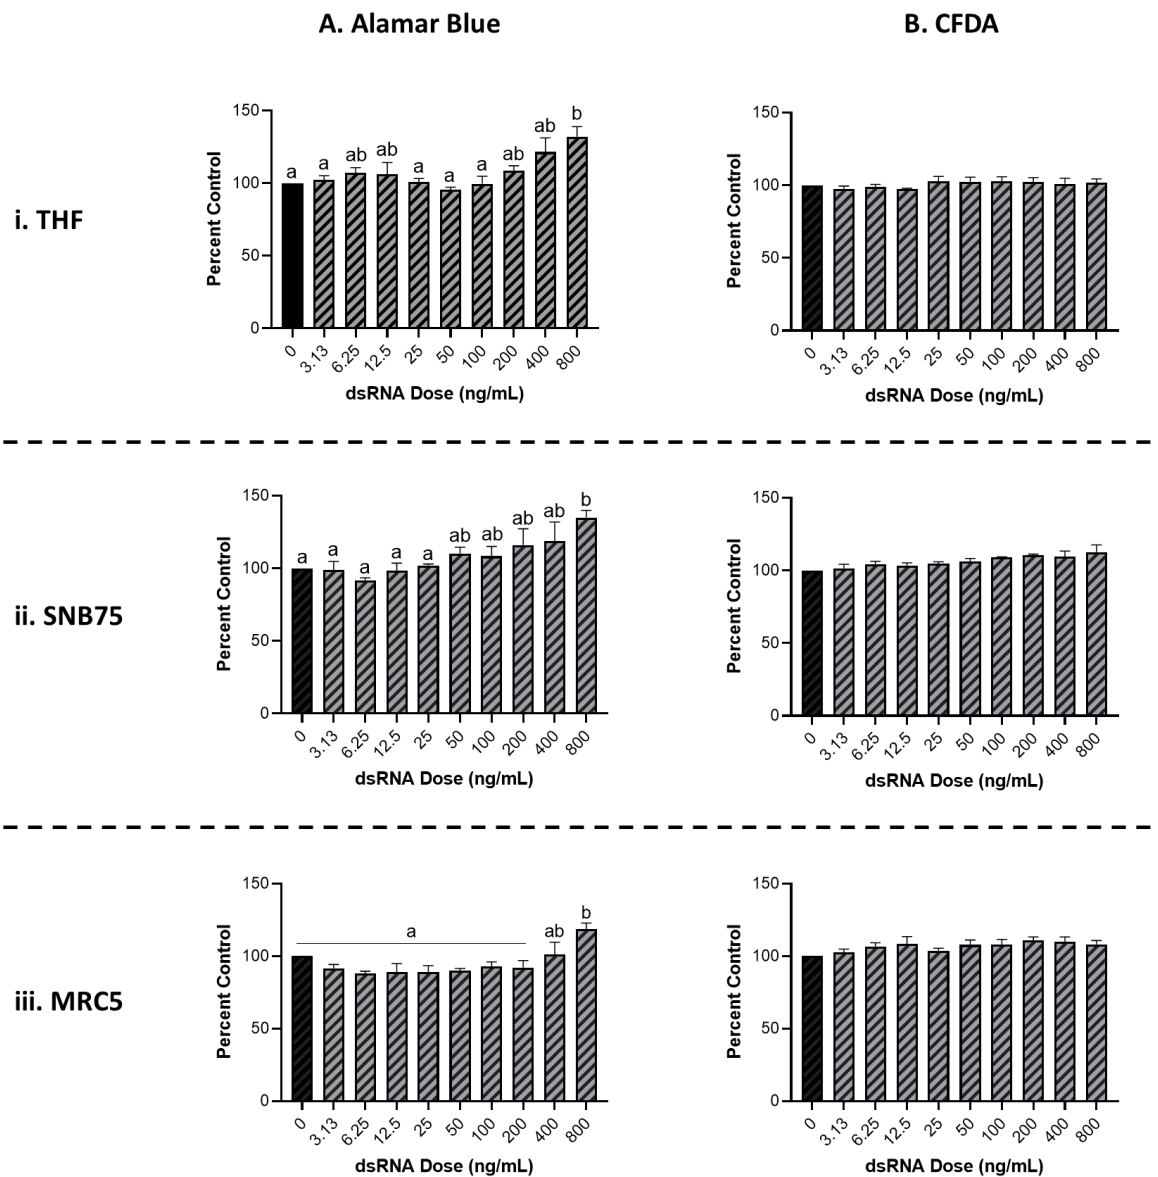 A. Alamar Blue
B. CFDA
i. THF
Percent Control
150
100
50
0
a
a
ab
ab
a
a
a
ab
ab
b
0
3.13
6.25
12.5
25
50
100
200
400
800
dsRNA Dose (ng/mL)
Percent Control
150
100
50
0
0
3.13
6.25
12.5
25
50
100
200
400
800
dsRNA Dose (ng/mL)
ii. SNB75
Percent Control
150
100
50
0
a
a
a
a
a
ab
ab
ab
ab
b
0
3.13
6.25
12.5
25
50
100
200
400
800
dsRNA Dose (ng/mL)
Percent Control
150
100
50
0
0
3.13
6.25
12.5
25
50
100
200
400
800
dsRNA Dose (ng/mL)
iii. MRC5
Percent Control
150
100
50
0
a
ab
b
0
3.13
6.25
12.5
25
50
100
200
400
800
dsRNA Dose (ng/mL)
Percent Control
150
100
50
0
0
3.13
6.25
12.5
25
50
100
200
400
800
dsRNA Dose (ng/mL)